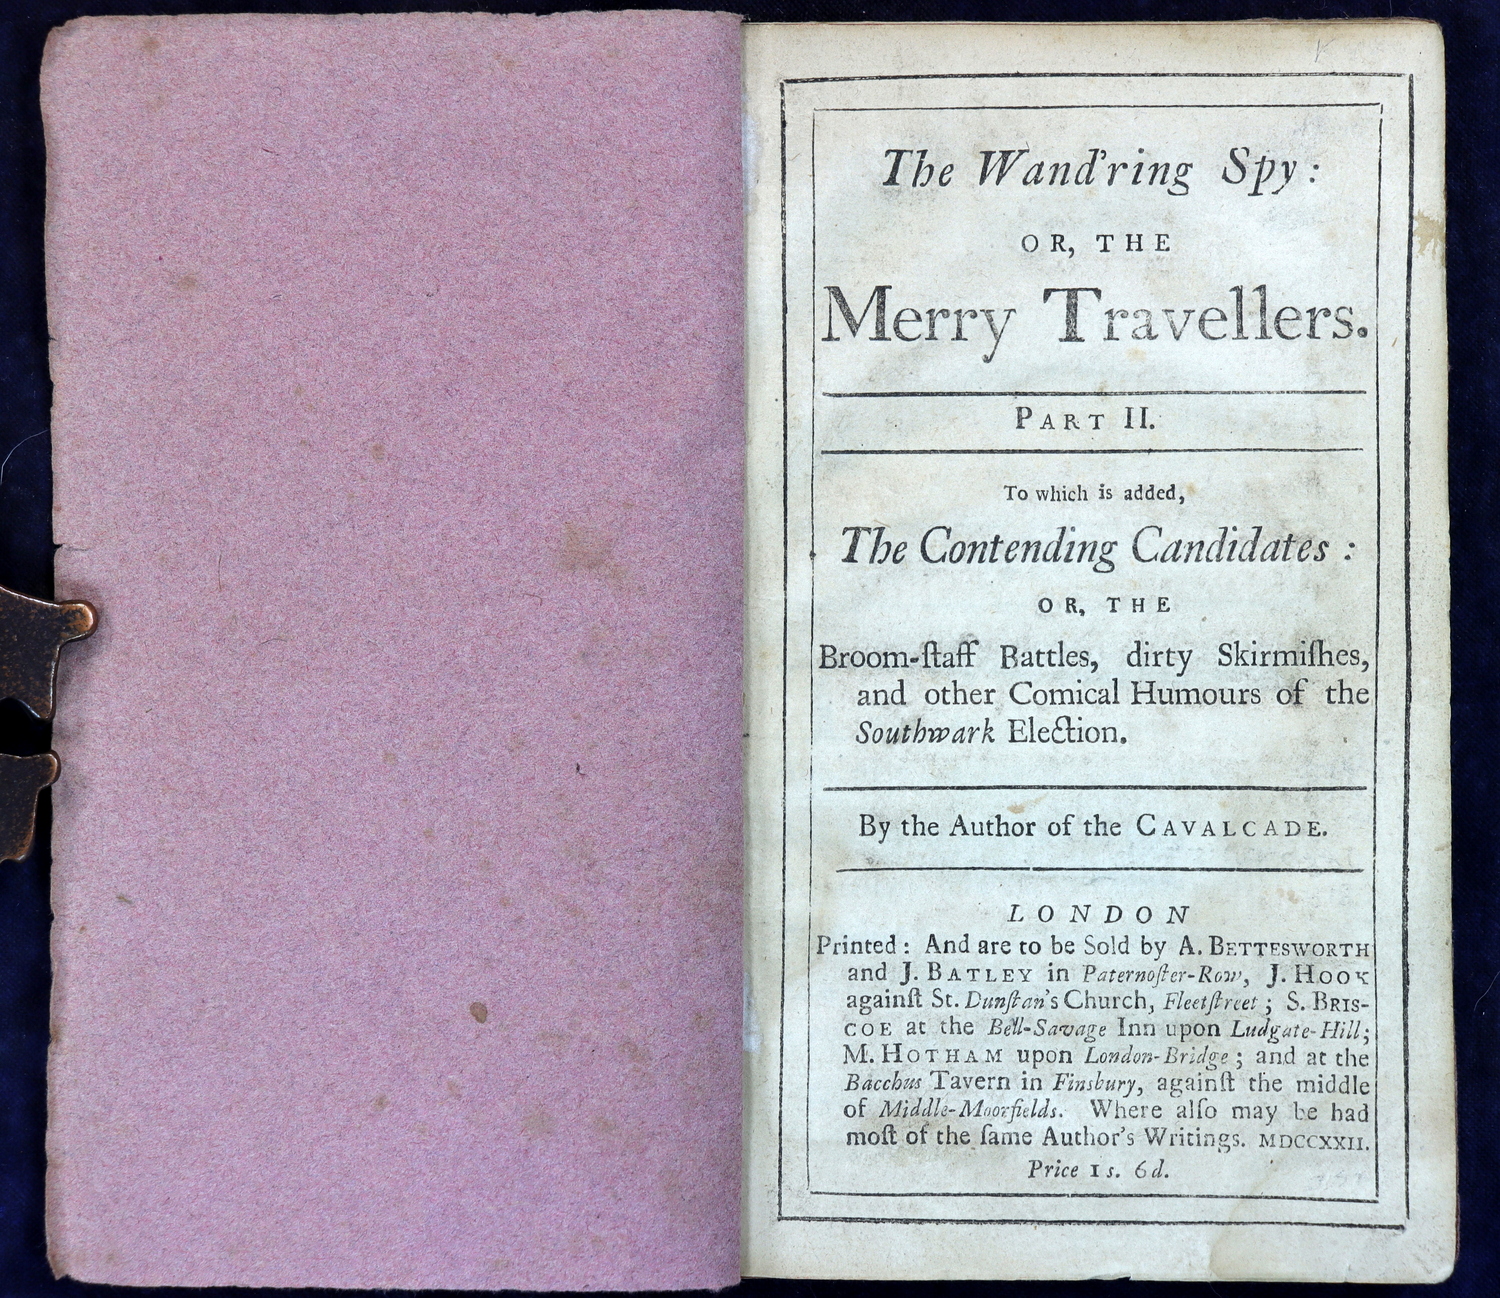 The Wand'ring Spy:
OR, THE
Merry Travellers.
PART II.
To which is added,
The Contending Candidates:
OR, THE
Broom-ſtaff Battles, dirty Skirmiſhes,
and other Comical Humours of the
Southwark Election.
By the Author of the CAVALCADE.
LONDON
Printed: And are to be Sold by A. BETTESWORTH
and J. BATLEY in Paternoſter-Row, J. HOOK
againſt St. Dunſtan's Church, Fleetſtreet; S. BRIS-
COE at the Bell-Savage Inn upon Ludgate-Hill;
M. HOTHAM upon London-Bridge; and at the
Bacchus Tavern in Finsbury, againſt the middle
of Middle-Moorfields. Where alſo may be had
moſt of the ſame Author's Writings. MDCCXXII.
Price 1 s. 6 d.